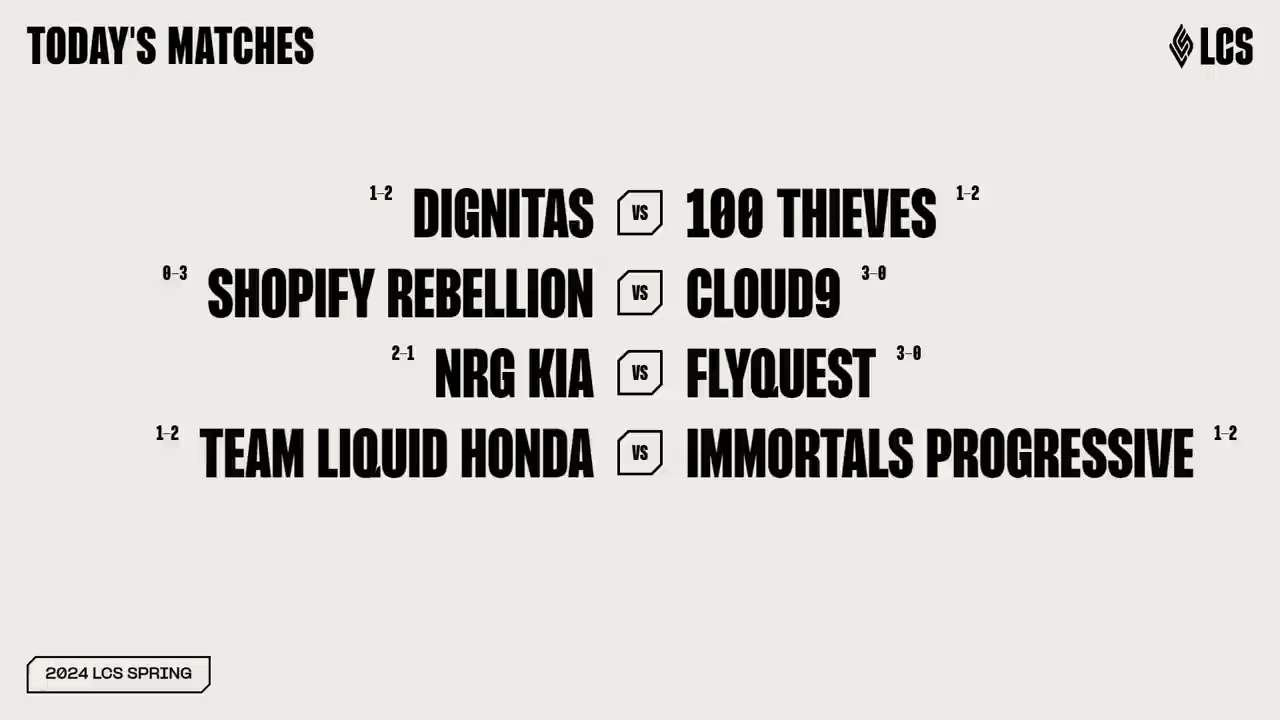 TODAY'S MATCHES
LCS
1–2 DIGNITAS VS 100 THIEVES 1–2
0–3 SHOPIFY REBELLION VS CLOUD9 3–0
2–1 NRG KIA VS FLYQUEST 3–0
1–2 TEAM LIQUID HONDA VS IMMORTALS PROGRESSIVE 1–2
2024 LCS SPRING